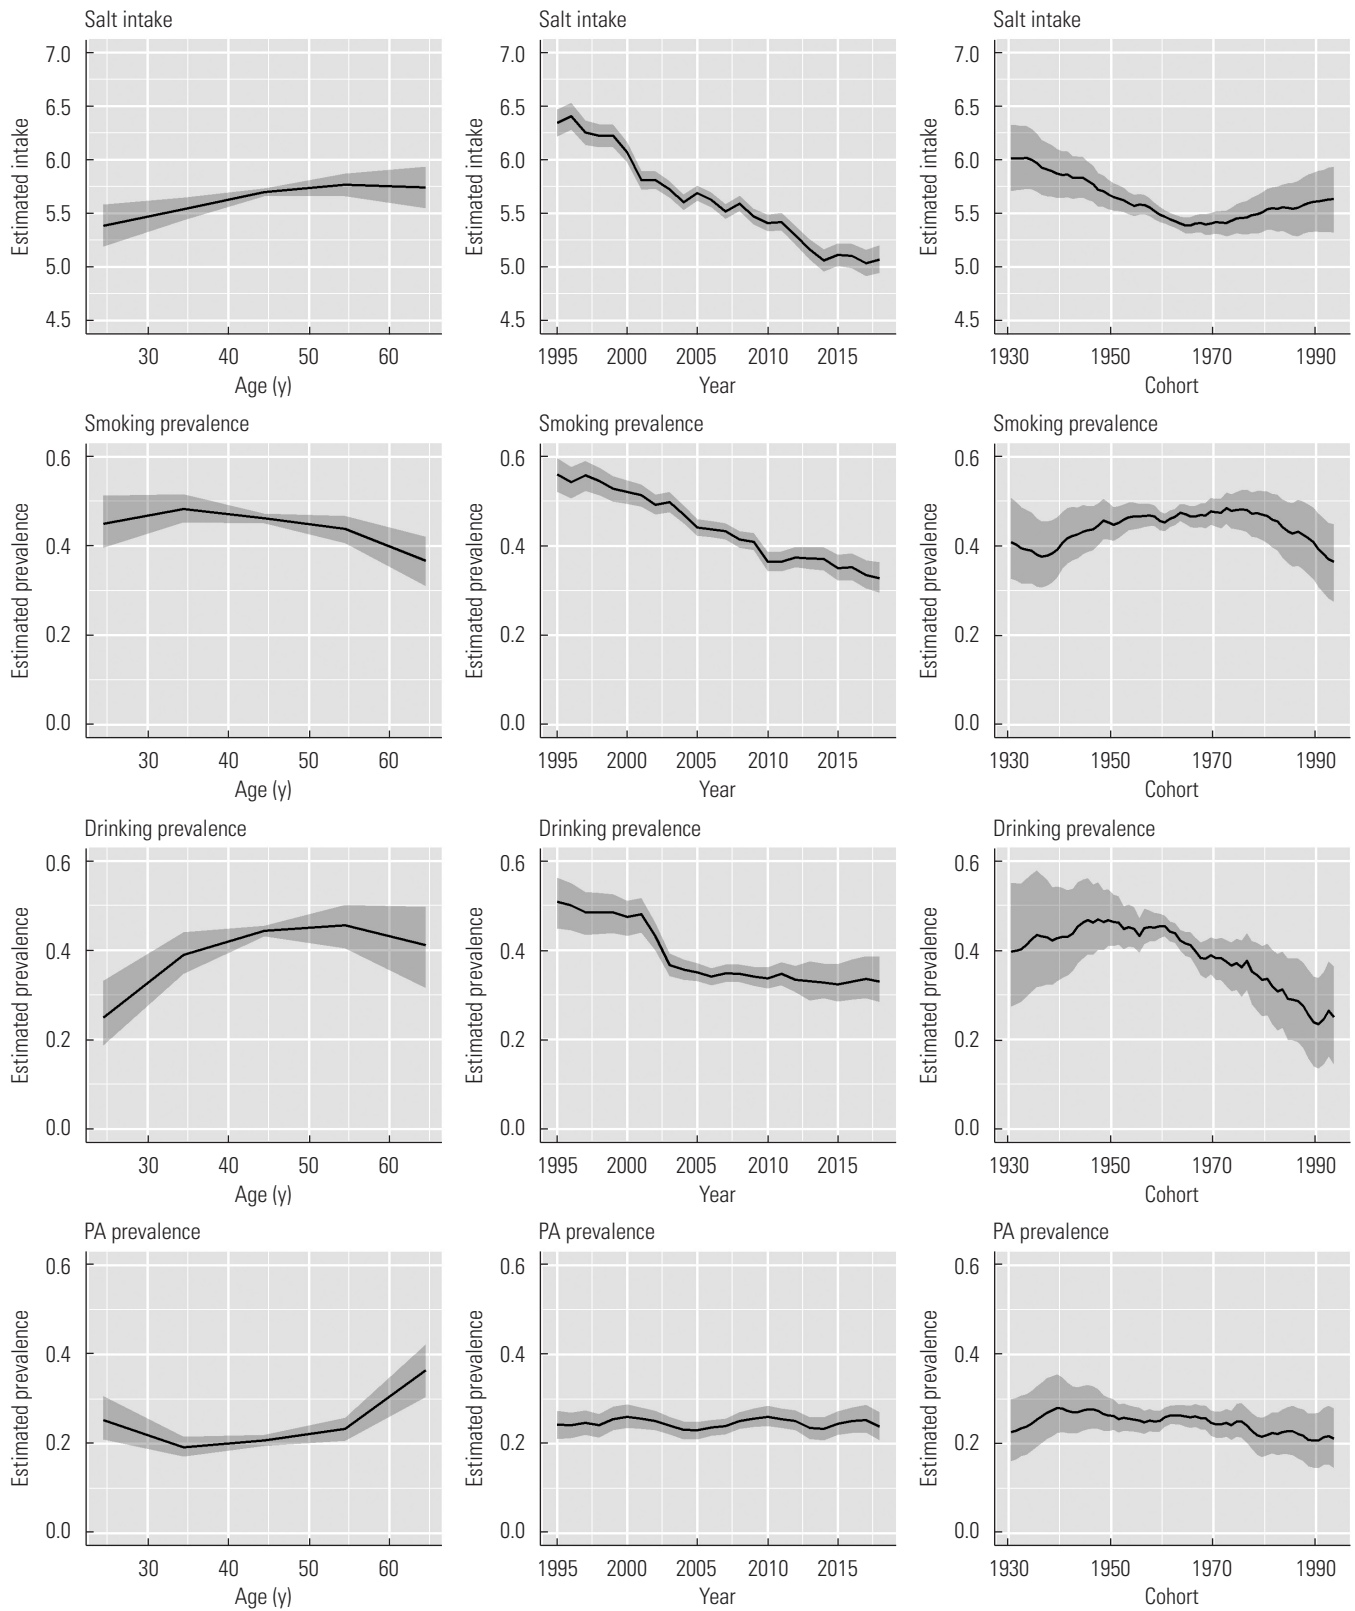 Salt intake
Estimated intake
7.0
6.5
6.0
5.5
5.0
4.5
30 40 50 60
Age (y)
Salt intake
Estimated intake
7.0
6.5
6.0
5.5
5.0
4.5
1995 2000 2005 2010 2015
Year
Salt intake
Estimated intake
7.0
6.5
6.0
5.5
5.0
4.5
1930 1950 1970 1990
Cohort
Smoking prevalence
Estimated prevalence
0.6
0.4
0.2
0.0
30 40 50 60
Age (y)
Smoking prevalence
Estimated prevalence
0.6
0.4
0.2
0.0
1995 2000 2005 2010 2015
Year
Smoking prevalence
Estimated prevalence
0.6
0.4
0.2
0.0
1930 1950 1970 1990
Cohort
Drinking prevalence
Estimated prevalence
0.6
0.4
0.2
0.0
30 40 50 60
Age (y)
Drinking prevalence
Estimated prevalence
0.6
0.4
0.2
0.0
1995 2000 2005 2010 2015
Year
Drinking prevalence
Estimated prevalence
0.6
0.4
0.2
0.0
1930 1950 1970 1990
Cohort
PA prevalence
Estimated prevalence
0.6
0.4
0.2
0.0
30 40 50 60
Age (y)
PA prevalence
Estimated prevalence
0.6
0.4
0.2
0.0
1995 2000 2005 2010 2015
Year
PA prevalence
Estimated prevalence
0.6
0.4
0.2
0.0
1930 1950 1970 1990
Cohort